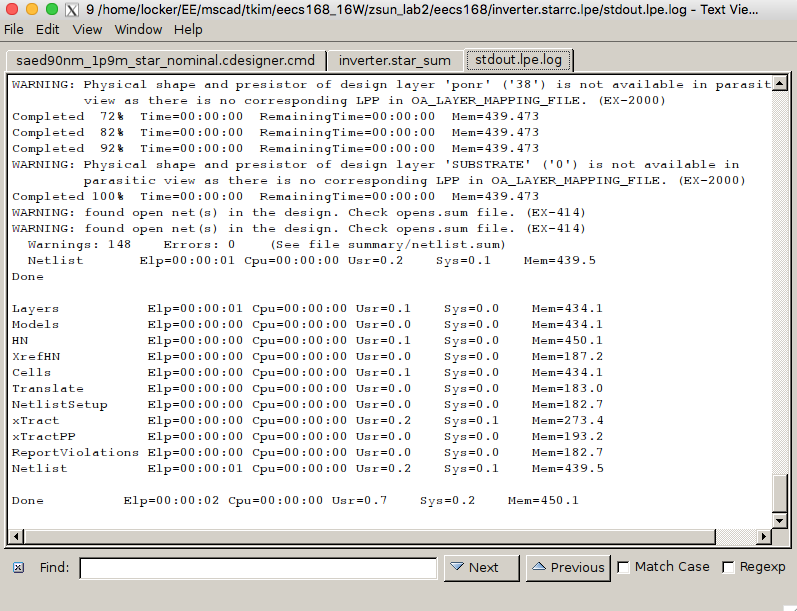 9 /home/locker/EE/mscad/tkim/eecs168_16W/zsun_lab2/eecs168/inverter.starrc.lpe/stdout.lpe.log - Text Vie...
File Edit View Window Help
saed90nm_1p9m_star_nominal.cdesigner.cmd inverter.star_sum stdout.lpe.log
WARNING: Physical shape and presistor of design layer 'ponr' ('38') is not available in parasit
view as there is no corresponding LPP in OA_LAYER_MAPPING_FILE. (EX-2000)
Completed 72% Time=00:00:00 RemainingTime=00:00:00 Mem=439.473
Completed 82% Time=00:00:00 RemainingTime=00:00:00 Mem=439.473
Completed 92% Time=00:00:00 RemainingTime=00:00:00 Mem=439.473
WARNING: Physical shape and presistor of design layer 'SUBSTRATE' ('0') is not available in
parasitic view as there is no corresponding LPP in OA_LAYER_MAPPING_FILE. (EX-2000)
Completed 100% Time=00:00:00 RemainingTime=00:00:00 Mem=439.473
WARNING: found open net(s) in the design. Check opens.sum file. (EX-414)
WARNING: found open net(s) in the design. Check opens.sum file. (EX-414)
Warnings: 148 Errors: 0 (See file summary/netlist.sum)
Netlist Elp=00:00:01 Cpu=00:00:00 Usr=0.2 Sys=0.1 Mem=439.5
Done
Layers Elp=00:00:01 Cpu=00:00:00 Usr=0.1 Sys=0.0 Mem=434.1
Models Elp=00:00:00 Cpu=00:00:00 Usr=0.0 Sys=0.0 Mem=434.1
HN Elp=00:00:00 Cpu=00:00:00 Usr=0.1 Sys=0.0 Mem=450.1
XrefHN Elp=00:00:00 Cpu=00:00:00 Usr=0.0 Sys=0.0 Mem=187.2
Cells Elp=00:00:00 Cpu=00:00:00 Usr=0.1 Sys=0.0 Mem=434.1
Translate Elp=00:00:00 Cpu=00:00:00 Usr=0.0 Sys=0.0 Mem=183.0
NetlistSetup Elp=00:00:00 Cpu=00:00:00 Usr=0.0 Sys=0.0 Mem=182.7
xTract Elp=00:00:00 Cpu=00:00:00 Usr=0.2 Sys=0.1 Mem=273.4
xTractPP Elp=00:00:00 Cpu=00:00:00 Usr=0.0 Sys=0.0 Mem=193.2
ReportViolations Elp=00:00:00 Cpu=00:00:00 Usr=0.0 Sys=0.0 Mem=182.7
Netlist Elp=00:00:01 Cpu=00:00:00 Usr=0.2 Sys=0.1 Mem=439.5
Done Elp=00:00:02 Cpu=00:00:00 Usr=0.7 Sys=0.2 Mem=450.1
Find: Next Previous Match Case Regexp